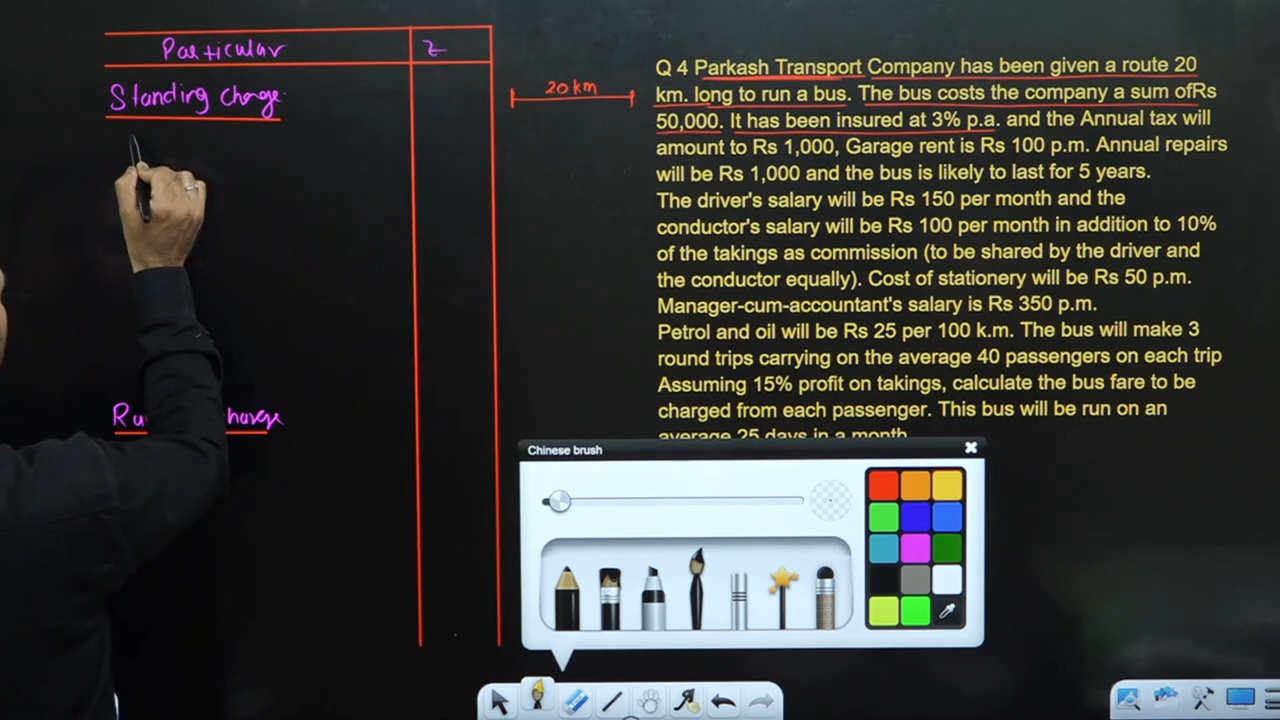 Particular ₹
Standing Charge
20 km
Q 4 Parkash Transport Company has been given a route 20
km. long to run a bus. The bus costs the company a sum ofRs
50,000. It has been insured at 3% p.a. and the Annual tax will
amount to Rs 1,000, Garage rent is Rs 100 p.m. Annual repairs
will be Rs 1,000 and the bus is likely to last for 5 years.
The driver's salary will be Rs 150 per month and the
conductor's salary will be Rs 100 per month in addition to 10%
of the takings as commission (to be shared by the driver and
the conductor equally). Cost of stationery will be Rs 50 p.m.
Manager-cum-accountant's salary is Rs 350 p.m.
Petrol and oil will be Rs 25 per 100 k.m. The bus will make 3
round trips carrying on the average 40 passengers on each trip
Assuming 15% profit on takings, calculate the bus fare to be
charged from each passenger. This bus will be run on an
average 25 days in a month
Chinese brush